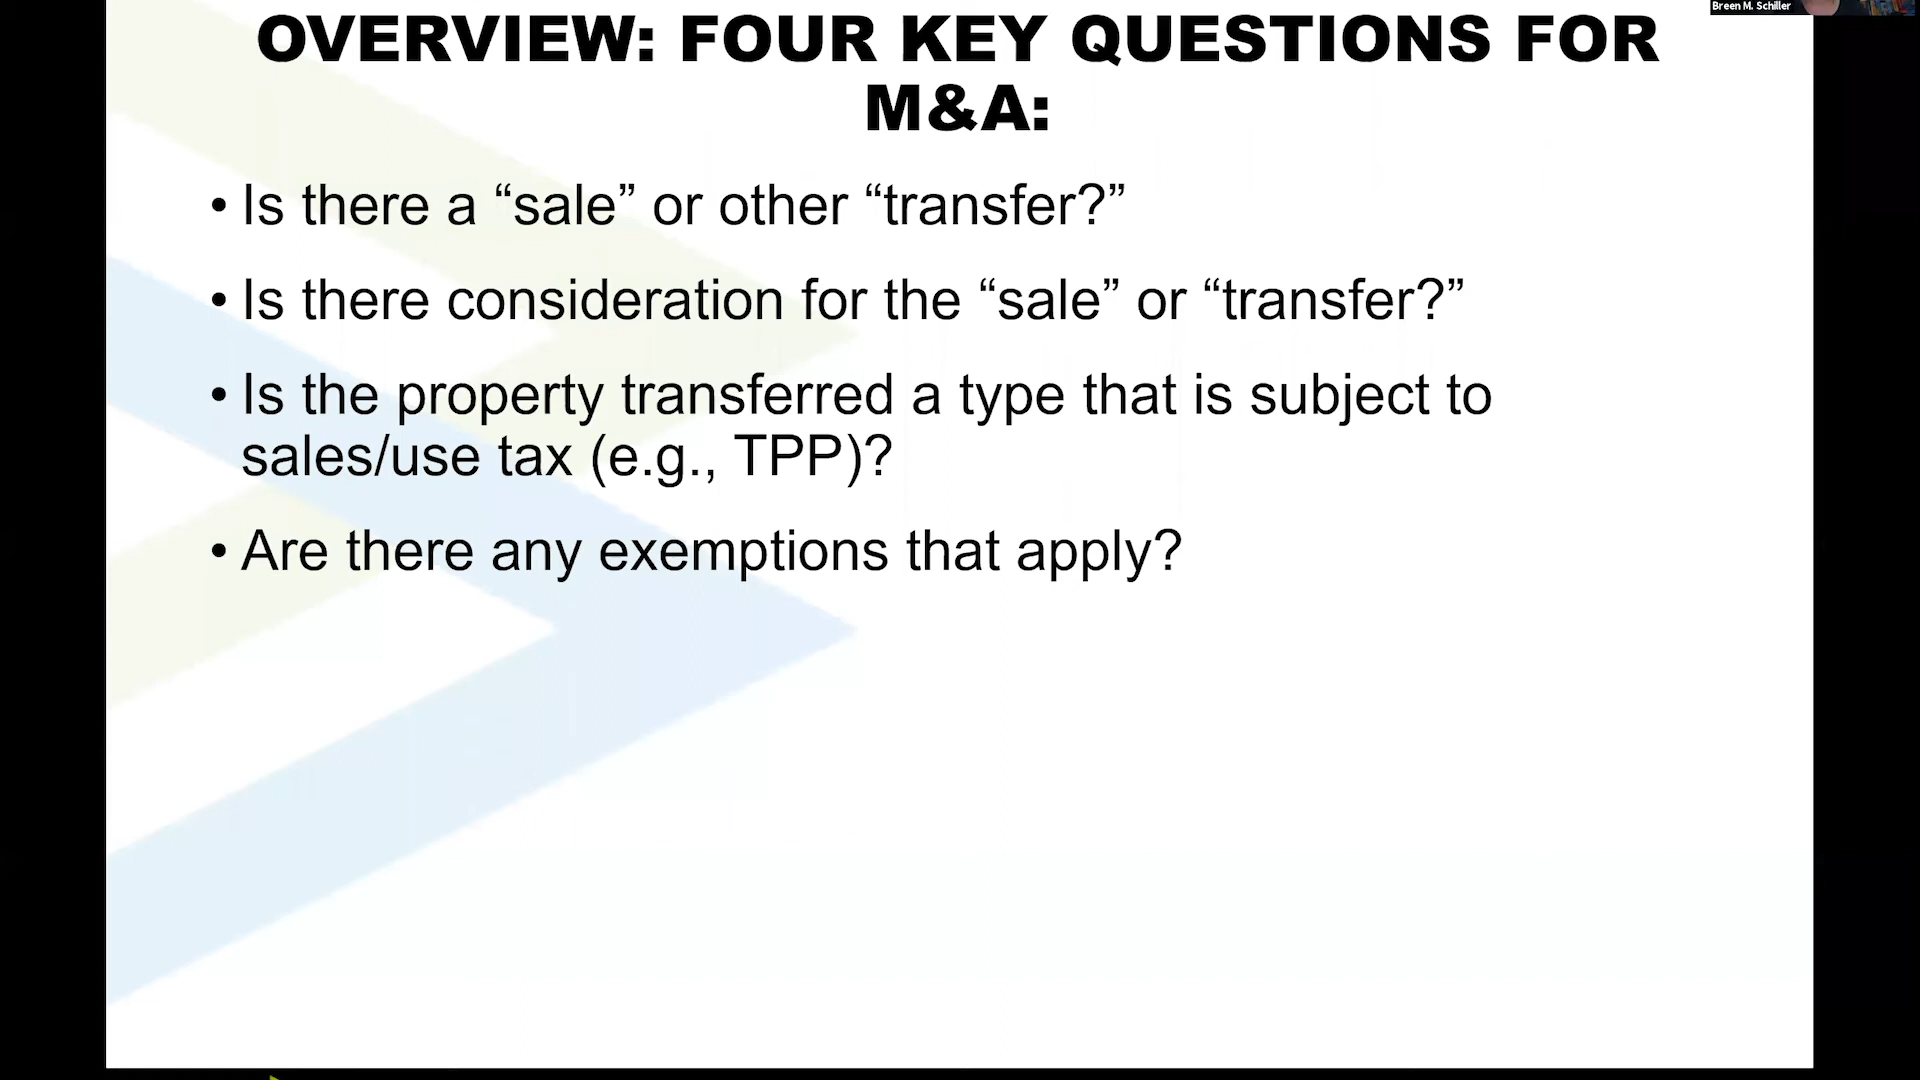 Breen M. Schiller
OVERVIEW: FOUR KEY QUESTIONS FOR
M&A:
• Is there a “sale” or other “transfer?”
• Is there consideration for the “sale” or “transfer?”
• Is the property transferred a type that is subject to
sales/use tax (e.g., TPP)?
• Are there any exemptions that apply?